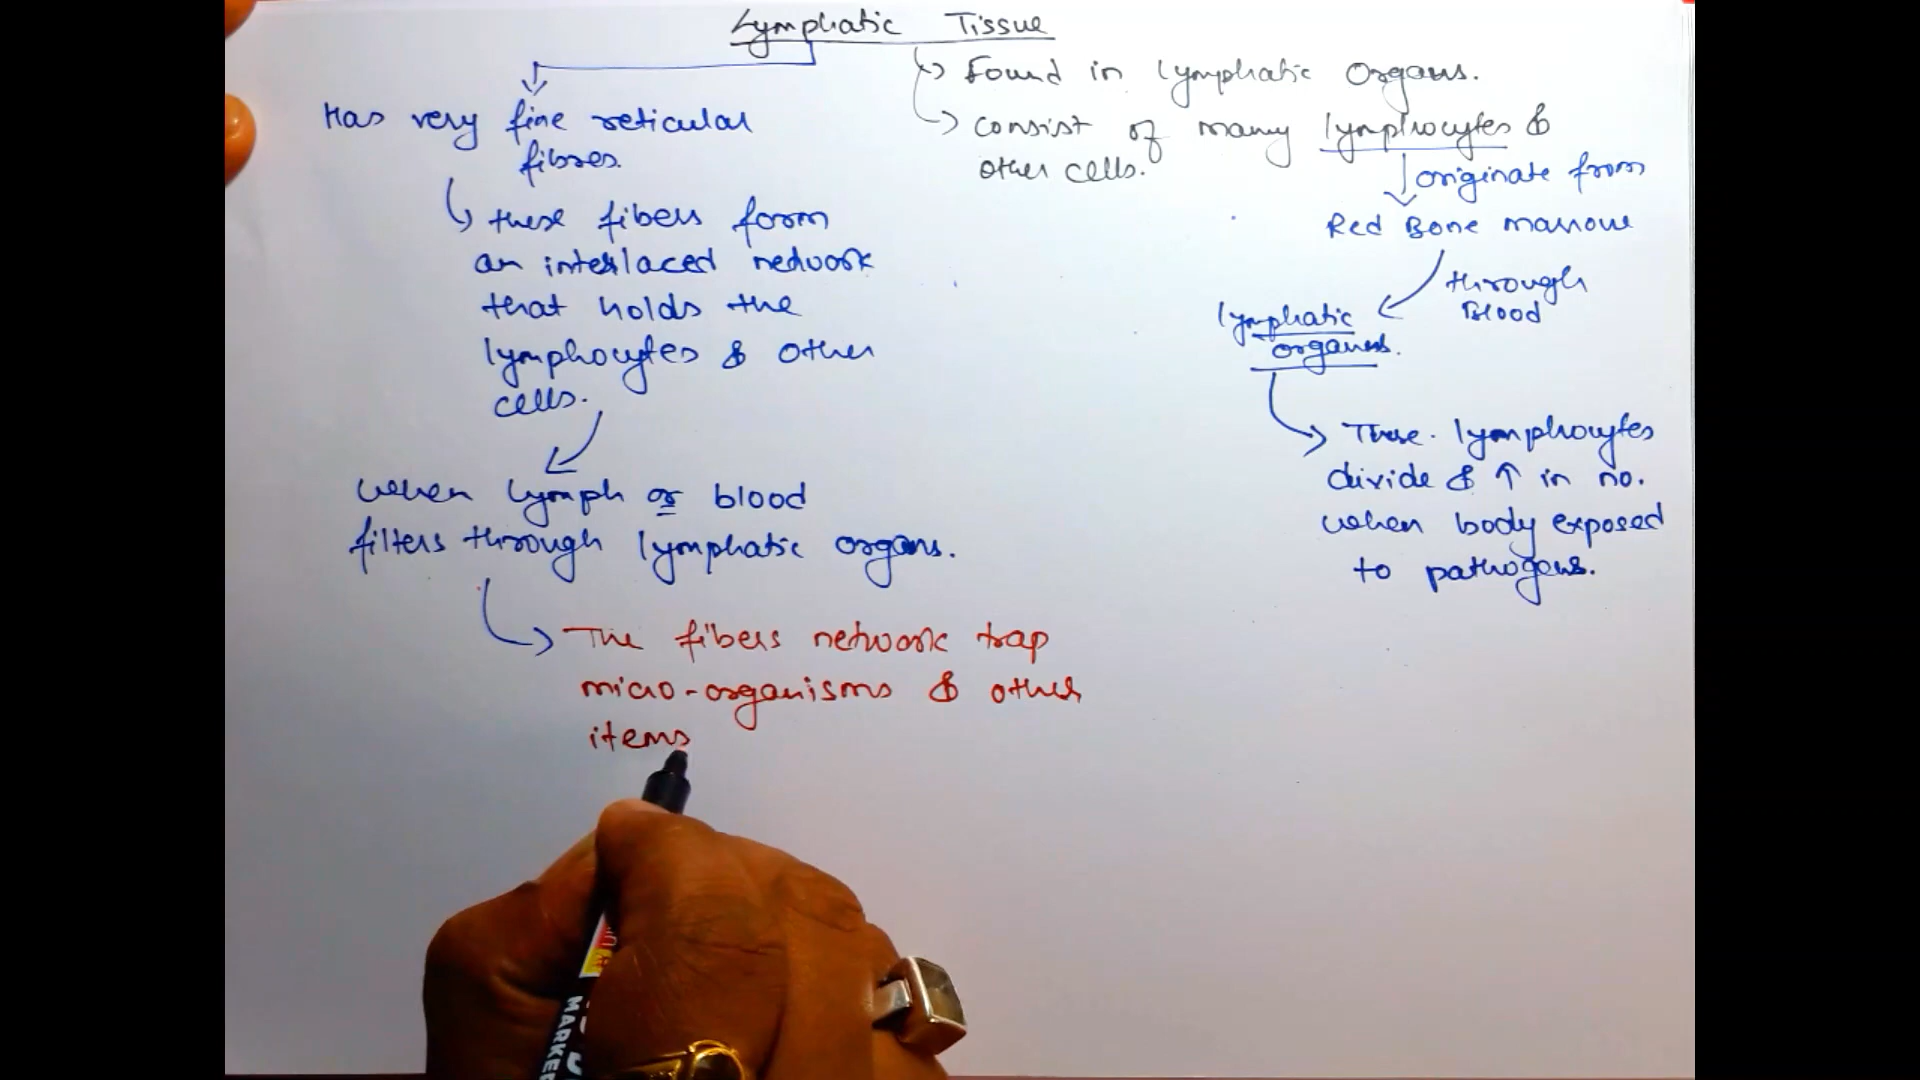 Lymphatic Tissue
Found in lymphatic organs.
consist of many lymphocytes &
other cells.
originate from
Red Bone marrow
through
Blood
lymphatic
organs.
These lymphocytes
divide & ↑ in no.
when body exposed
to pathogens.
Has very fine reticular
fibres.
these fibers form
an interlaced network
that holds the
lymphocytes & other
cells.
when lymph or blood
filters through lymphatic organs.
The fibers network trap
micro-organisms & other
items
MARKER